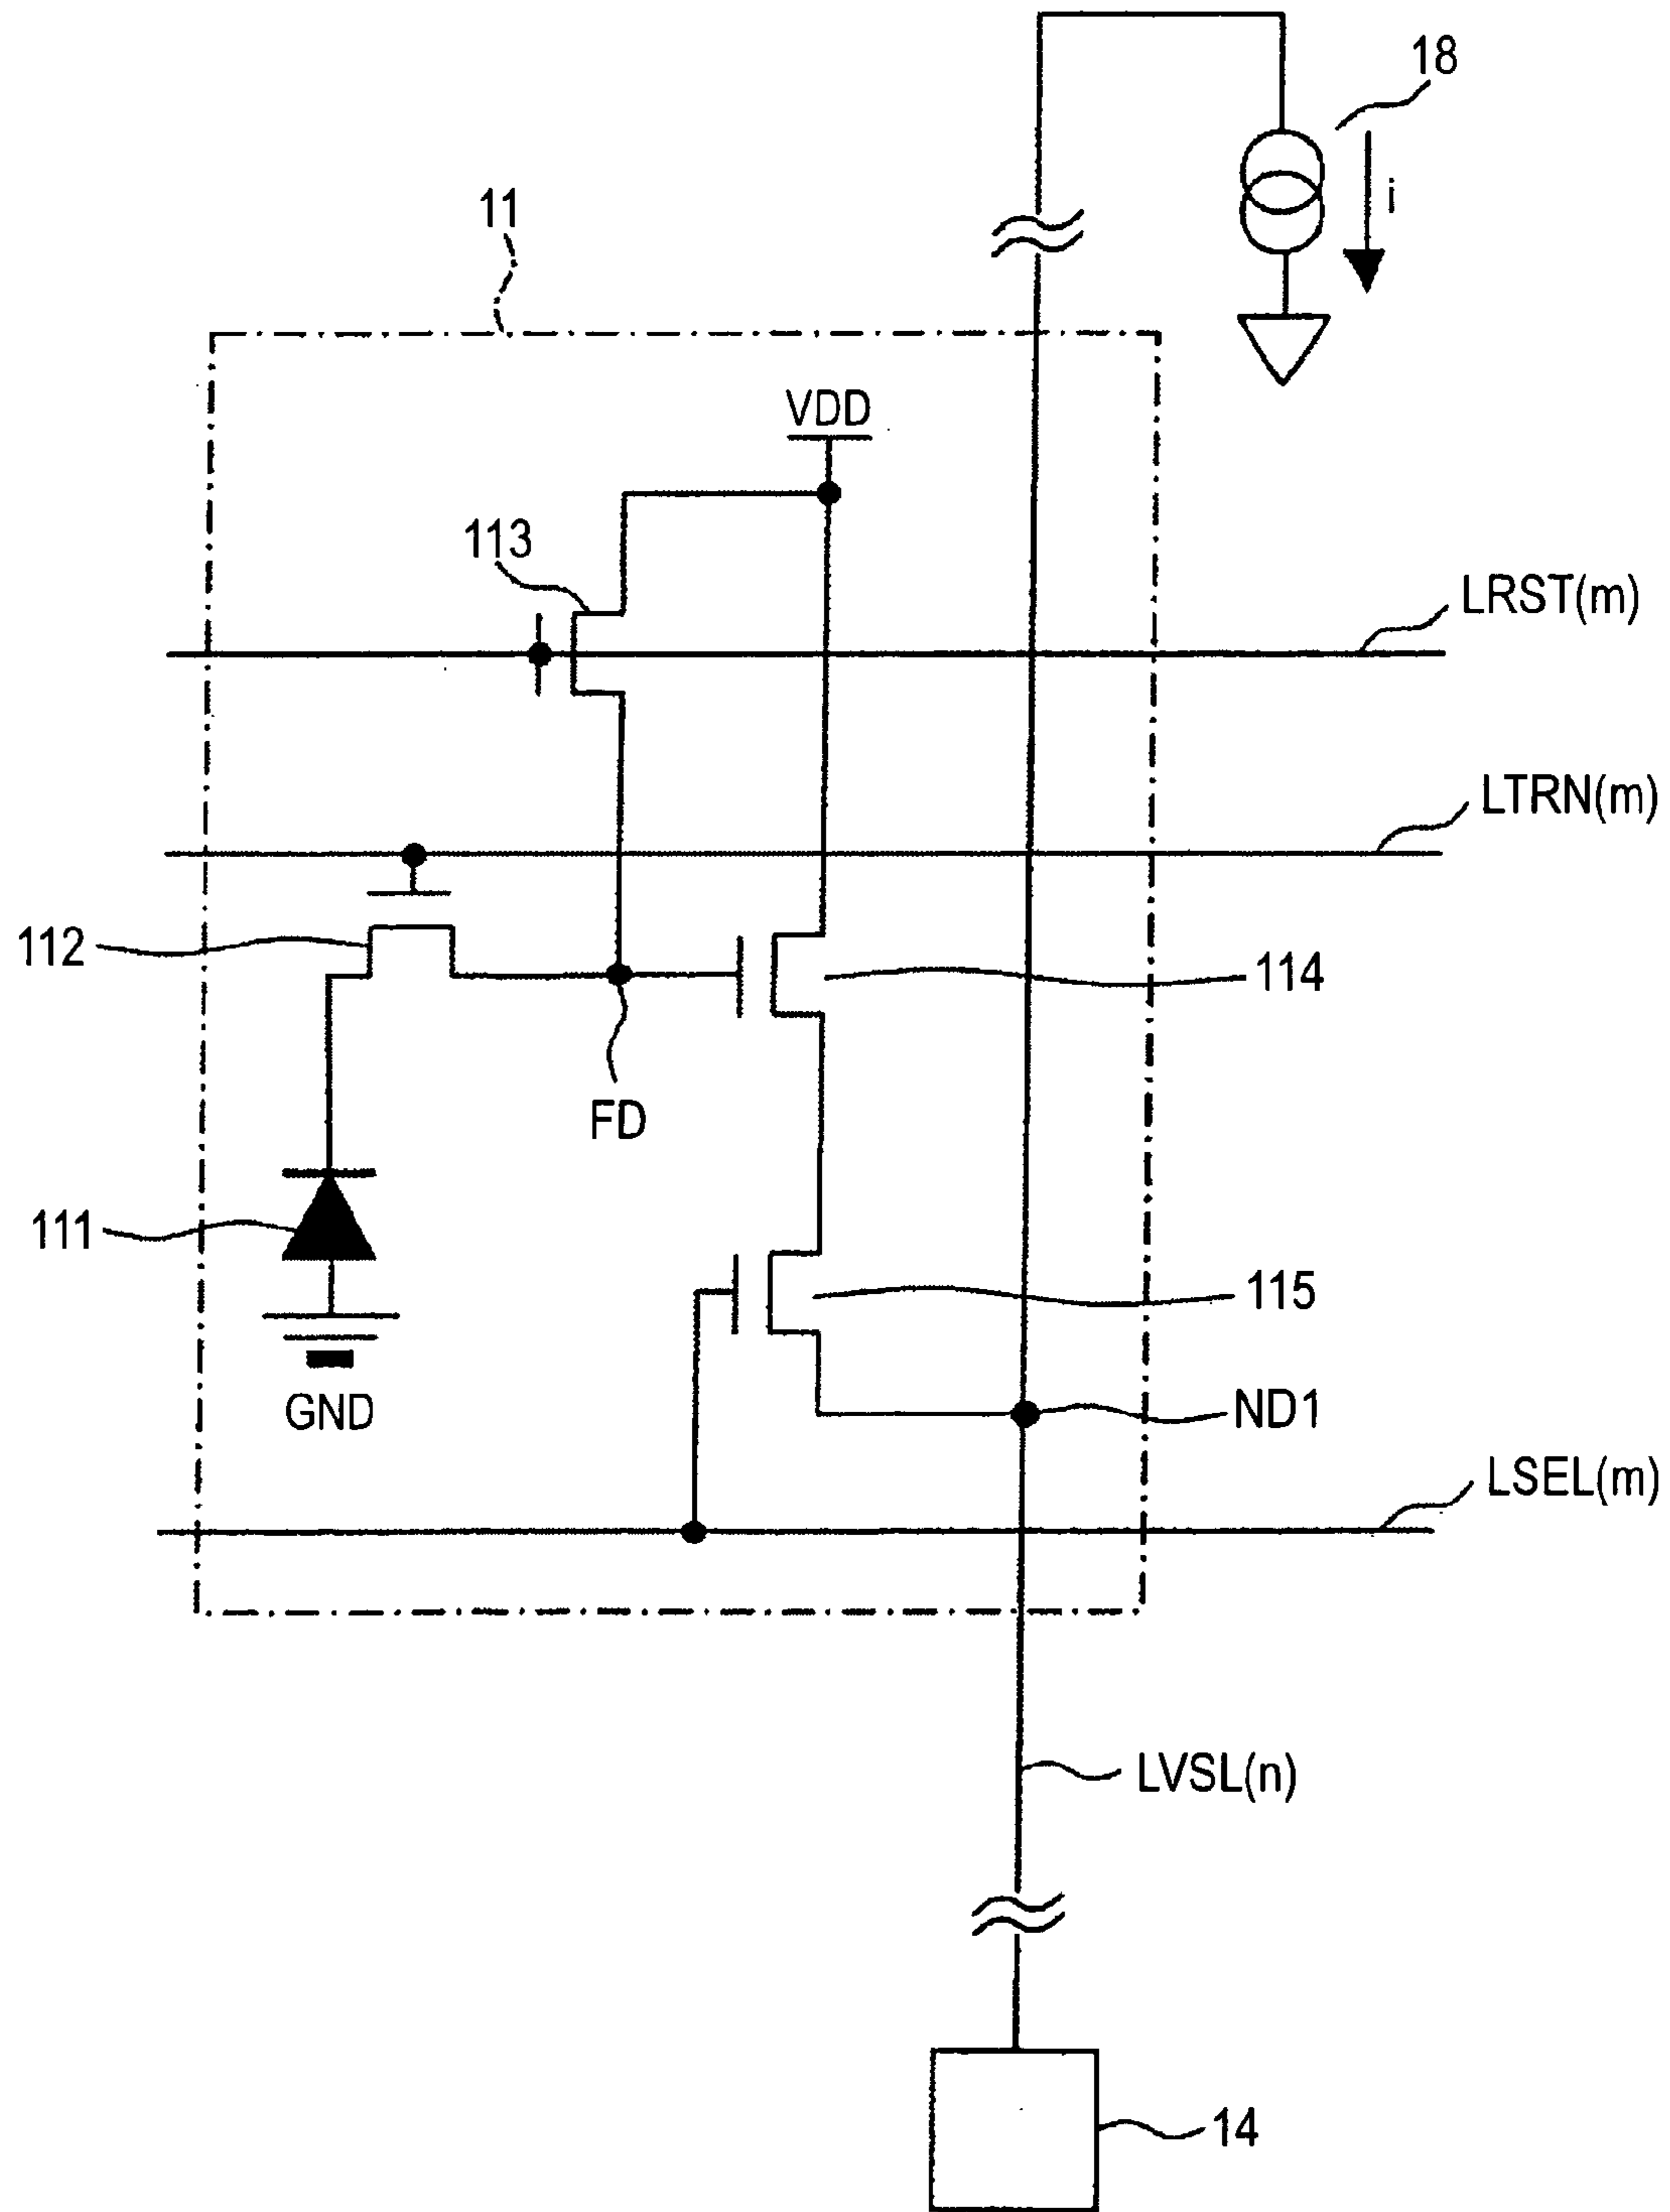 18
i
11
VDD
113
LRST(m)
LTRN(m)
112
114
FD
111
115
GND
ND1
LSEL(m)
LVSL(n)
14